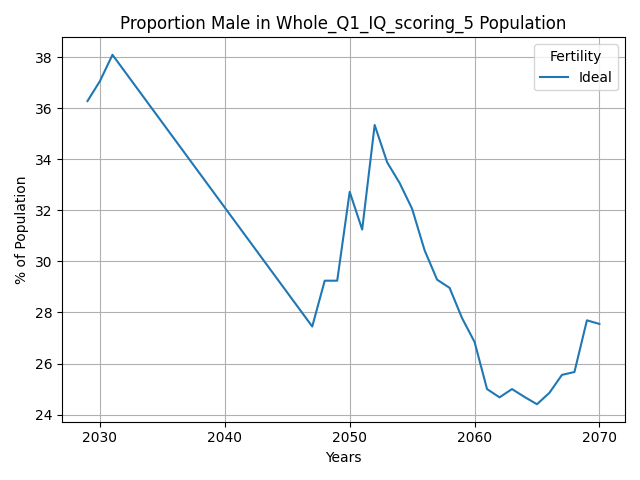 Proportion Male in Whole_Q1_IQ_scoring_5 Population
Fertility
Ideal
% of Population
38
36
34
32
30
28
26
24
2030 2040 2050 2060 2070
Years